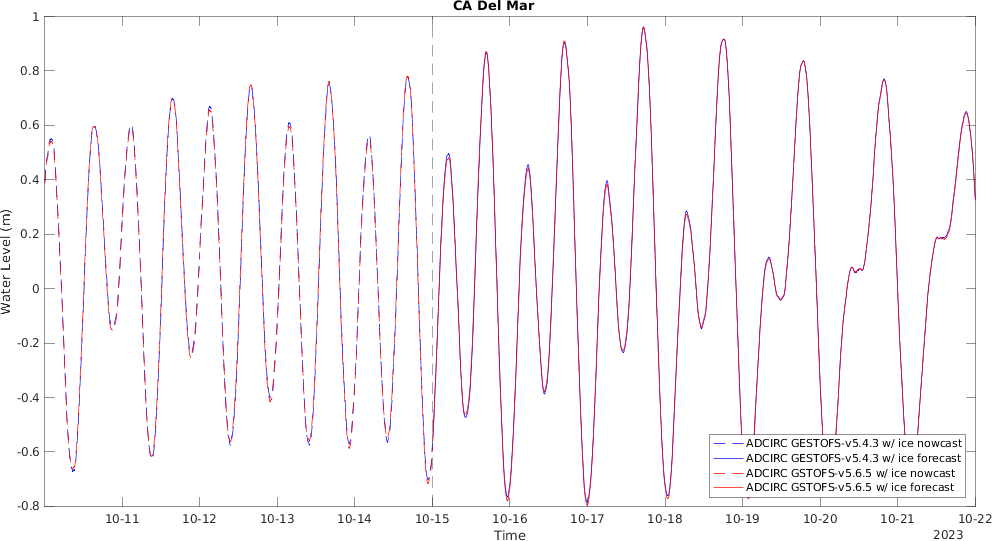 CA Del Mar
1
0.8
0.6
0.4
0.2
0
-0.2
-0.4
-0.6
-0.8
Water Level (m)
ADCIRC GESTOFS-v5.4.3 w/ ice nowcast
ADCIRC GESTOFS-v5.4.3 w/ ice forecast
ADCIRC GSTOFS-v5.6.5 w/ ice nowcast
ADCIRC GSTOFS-v5.6.5 w/ ice forecast
10-11 10-12 10-13 10-14 10-15 10-16 10-17 10-18 10-19 10-20 10-21 10-22
Time
2023